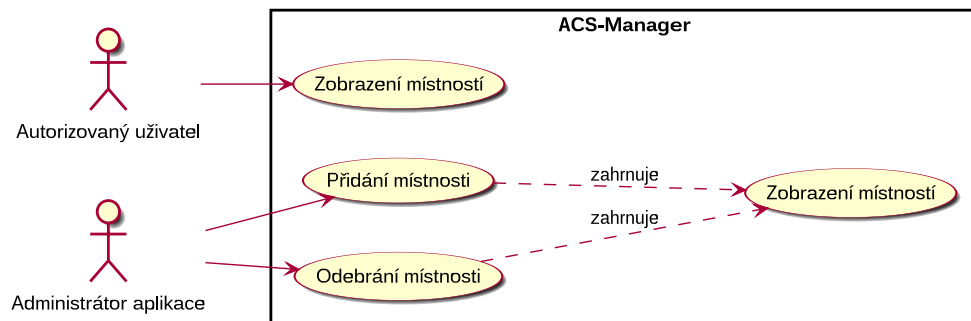 ACS-Manager
Zobrazení místností
Autorizovaný uživatel
Přidání místnosti
zahrnuje
Zobrazení místností
zahrnuje
Odebrání místnosti
Administrátor aplikace